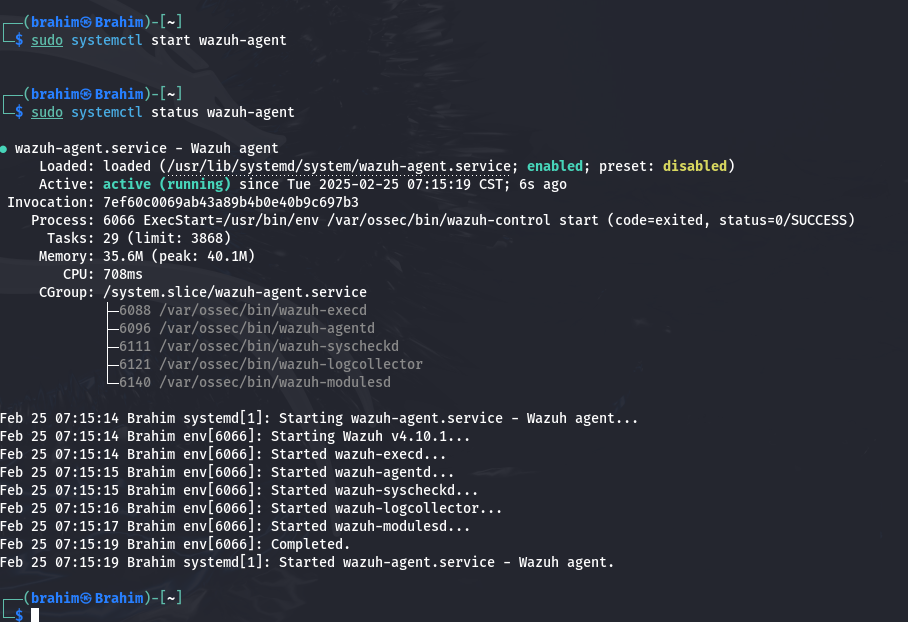 ┌──(brahim㉿Brahim)-[~]
└─$ sudo systemctl start wazuh-agent
┌──(brahim㉿Brahim)-[~]
└─$ sudo systemctl status wazuh-agent
● wazuh-agent.service - Wazuh agent
Loaded: loaded (/usr/lib/systemd/system/wazuh-agent.service; enabled; preset: disabled)
Active: active (running) since Tue 2025-02-25 07:15:19 CST; 6s ago
Invocation: 7ef60c0069ab43a89b4b0e40b9c697b3
Process: 6066 ExecStart=/usr/bin/env /var/ossec/bin/wazuh-control start (code=exited, status=0/SUCCESS)
Tasks: 29 (limit: 3868)
Memory: 35.6M (peak: 40.1M)
CPU: 708ms
CGroup: /system.slice/wazuh-agent.service
├─6088 /var/ossec/bin/wazuh-execd
├─6096 /var/ossec/bin/wazuh-agentd
├─6111 /var/ossec/bin/wazuh-syscheckd
├─6121 /var/ossec/bin/wazuh-logcollector
└─6140 /var/ossec/bin/wazuh-modulesd
Feb 25 07:15:14 Brahim systemd[1]: Starting wazuh-agent.service - Wazuh agent...
Feb 25 07:15:14 Brahim env[6066]: Starting Wazuh v4.10.1...
Feb 25 07:15:14 Brahim env[6066]: Started wazuh-execd...
Feb 25 07:15:15 Brahim env[6066]: Started wazuh-agentd...
Feb 25 07:15:15 Brahim env[6066]: Started wazuh-syscheckd...
Feb 25 07:15:16 Brahim env[6066]: Started wazuh-logcollector...
Feb 25 07:15:17 Brahim env[6066]: Started wazuh-modulesd...
Feb 25 07:15:19 Brahim env[6066]: Completed.
Feb 25 07:15:19 Brahim systemd[1]: Started wazuh-agent.service - Wazuh agent.
┌──(brahim㉿Brahim)-[~]
└─$